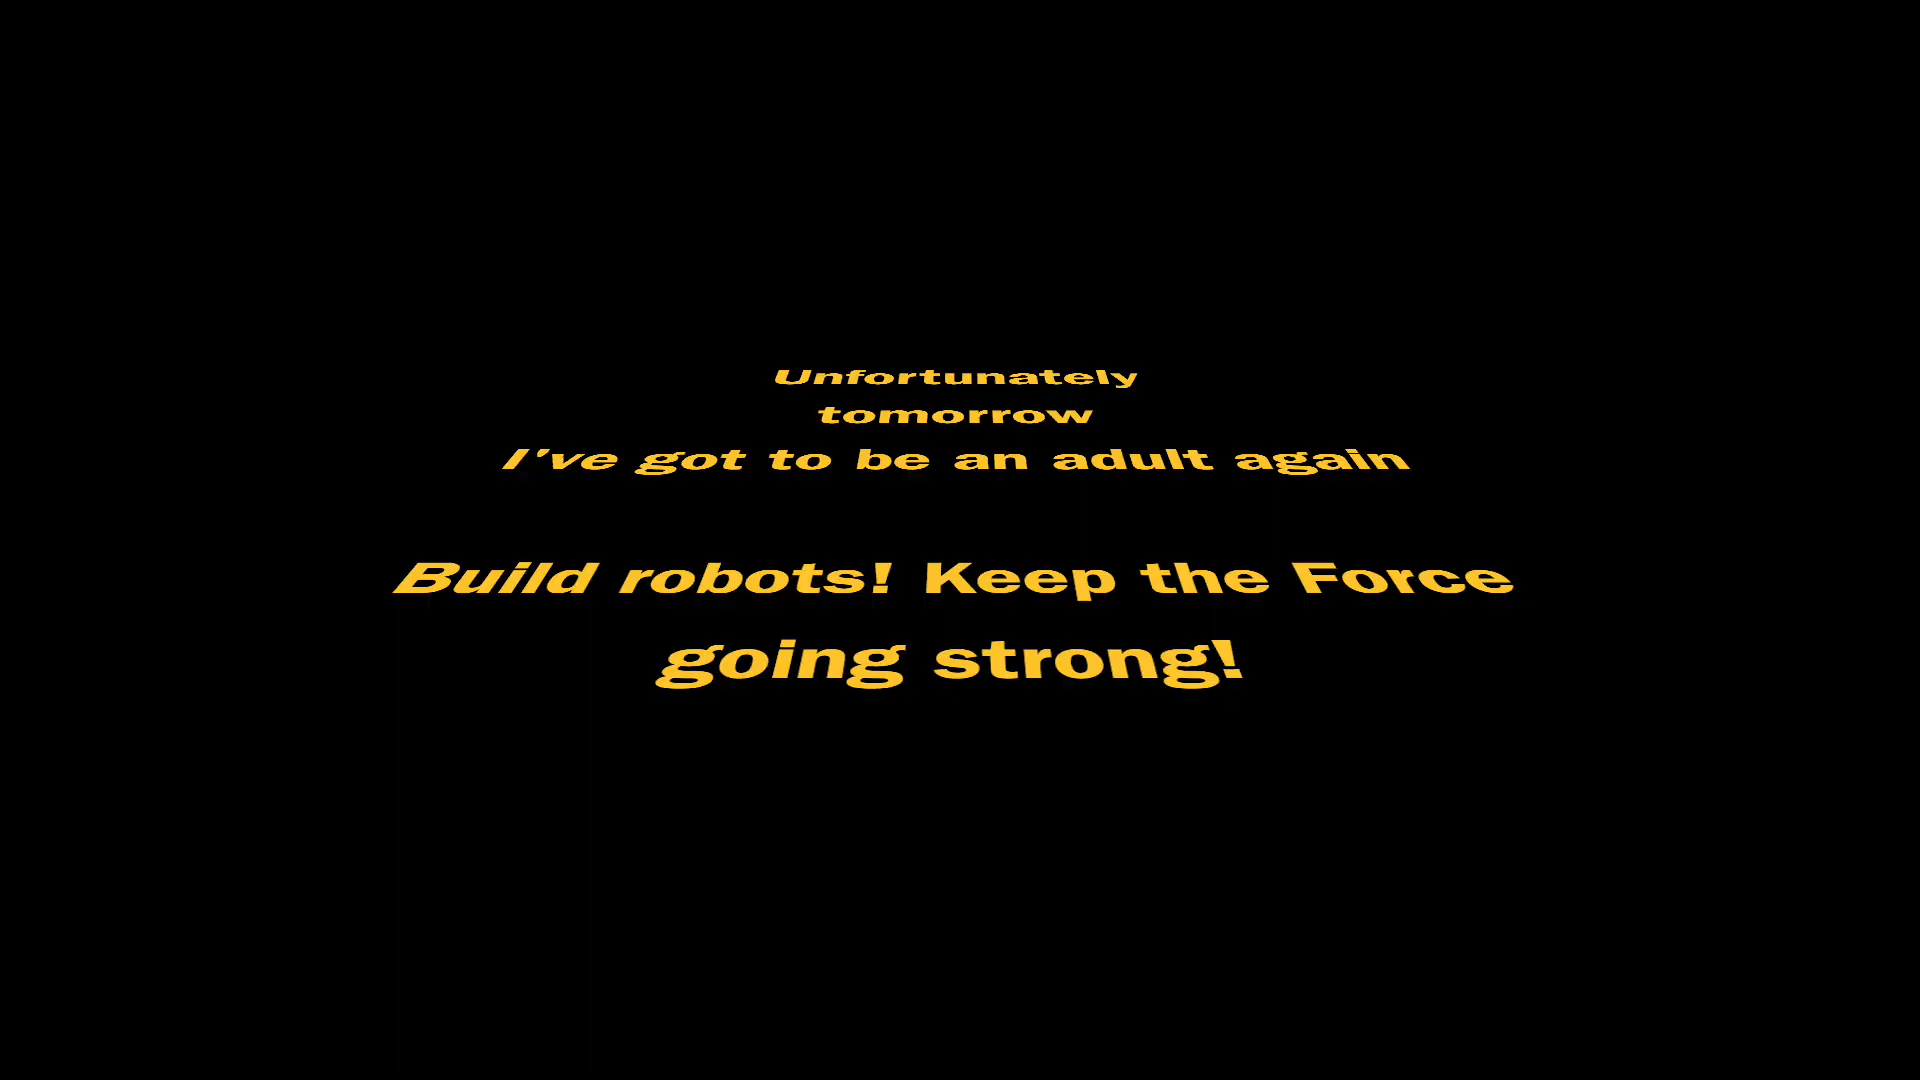 Unfortunately
tomorrow
I've got to be an adult again
Build robots! Keep the Force
going strong!